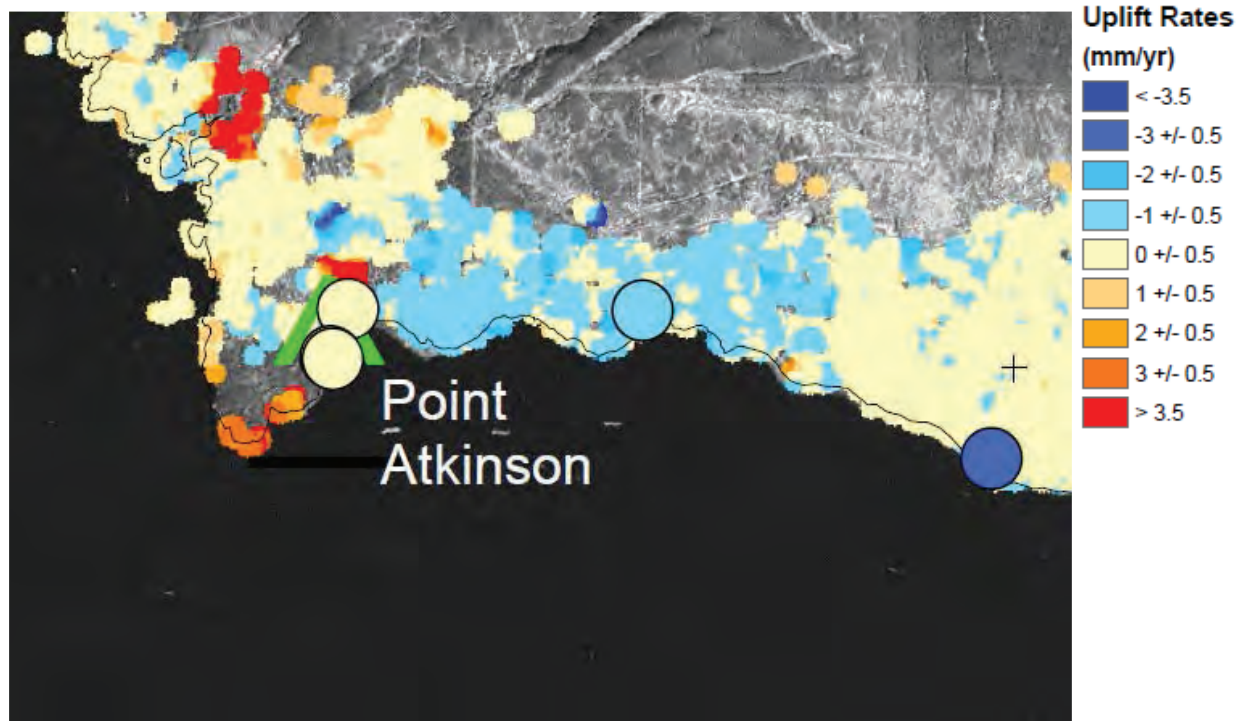 Uplift Rates
(mm/yr)
< -3.5
-3 +/- 0.5
-2 +/- 0.5
-1 +/- 0.5
0 +/- 0.5
1 +/- 0.5
2 +/- 0.5
3 +/- 0.5
> 3.5
Point
Atkinson